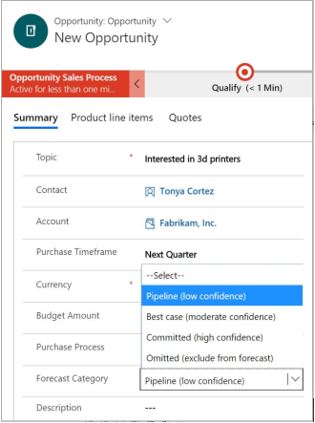 Opportunity: Opportunity
New Opportunity
Opportunity Sales Process
Active for less than one mi...
Qualify (< 1 Min)
Summary Product line items Quotes
Topic * Interested in 3d printers
Contact Tonya Cortez
Account Fabrikam, Inc.
Purchase Timeframe Next Quarter
--Select--
Currency *
Pipeline (low confidence)
Budget Amount Best case (moderate confidence)
Committed (high confidence)
Purchase Process
Omitted (exclude from forecast)
Forecast Category Pipeline (low confidence)
Description ---